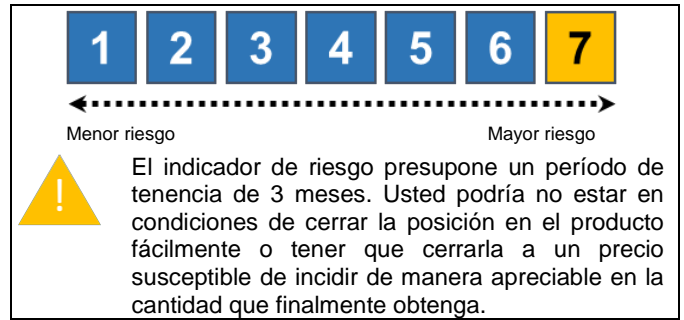 1 2 3 4 5 6 7
Menor riesgo Mayor riesgo
!
El indicador de riesgo presupone un período de
tenencia de 3 meses. Usted podría no estar en
condiciones de cerrar la posición en el producto
fácilmente o tener que cerrarla a un precio
susceptible de incidir de manera apreciable en la
cantidad que finalmente obtenga.